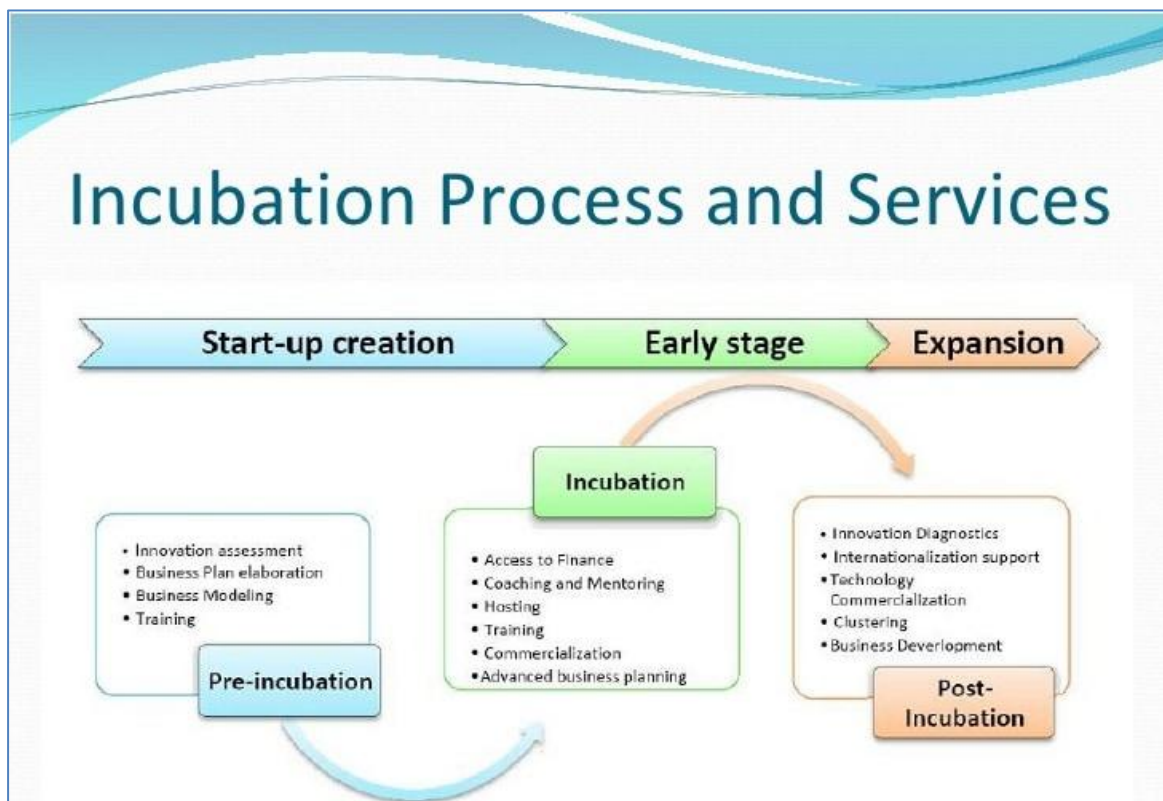 Incubation Process and Services
Start-up creation
Early stage
Expansion
• Innovation assessment
• Business Plan elaboration
• Business Modeling
• Training
Pre-incubation
Incubation
• Access to Finance
• Coaching and Mentoring
• Hosting
• Training
• Commercialization
•Advanced business planning
• Innovation Diagnostics
• Internationalization support
•Technology
Commercialization
• Clustering
•Business Deverlopment
Post-
Incubation